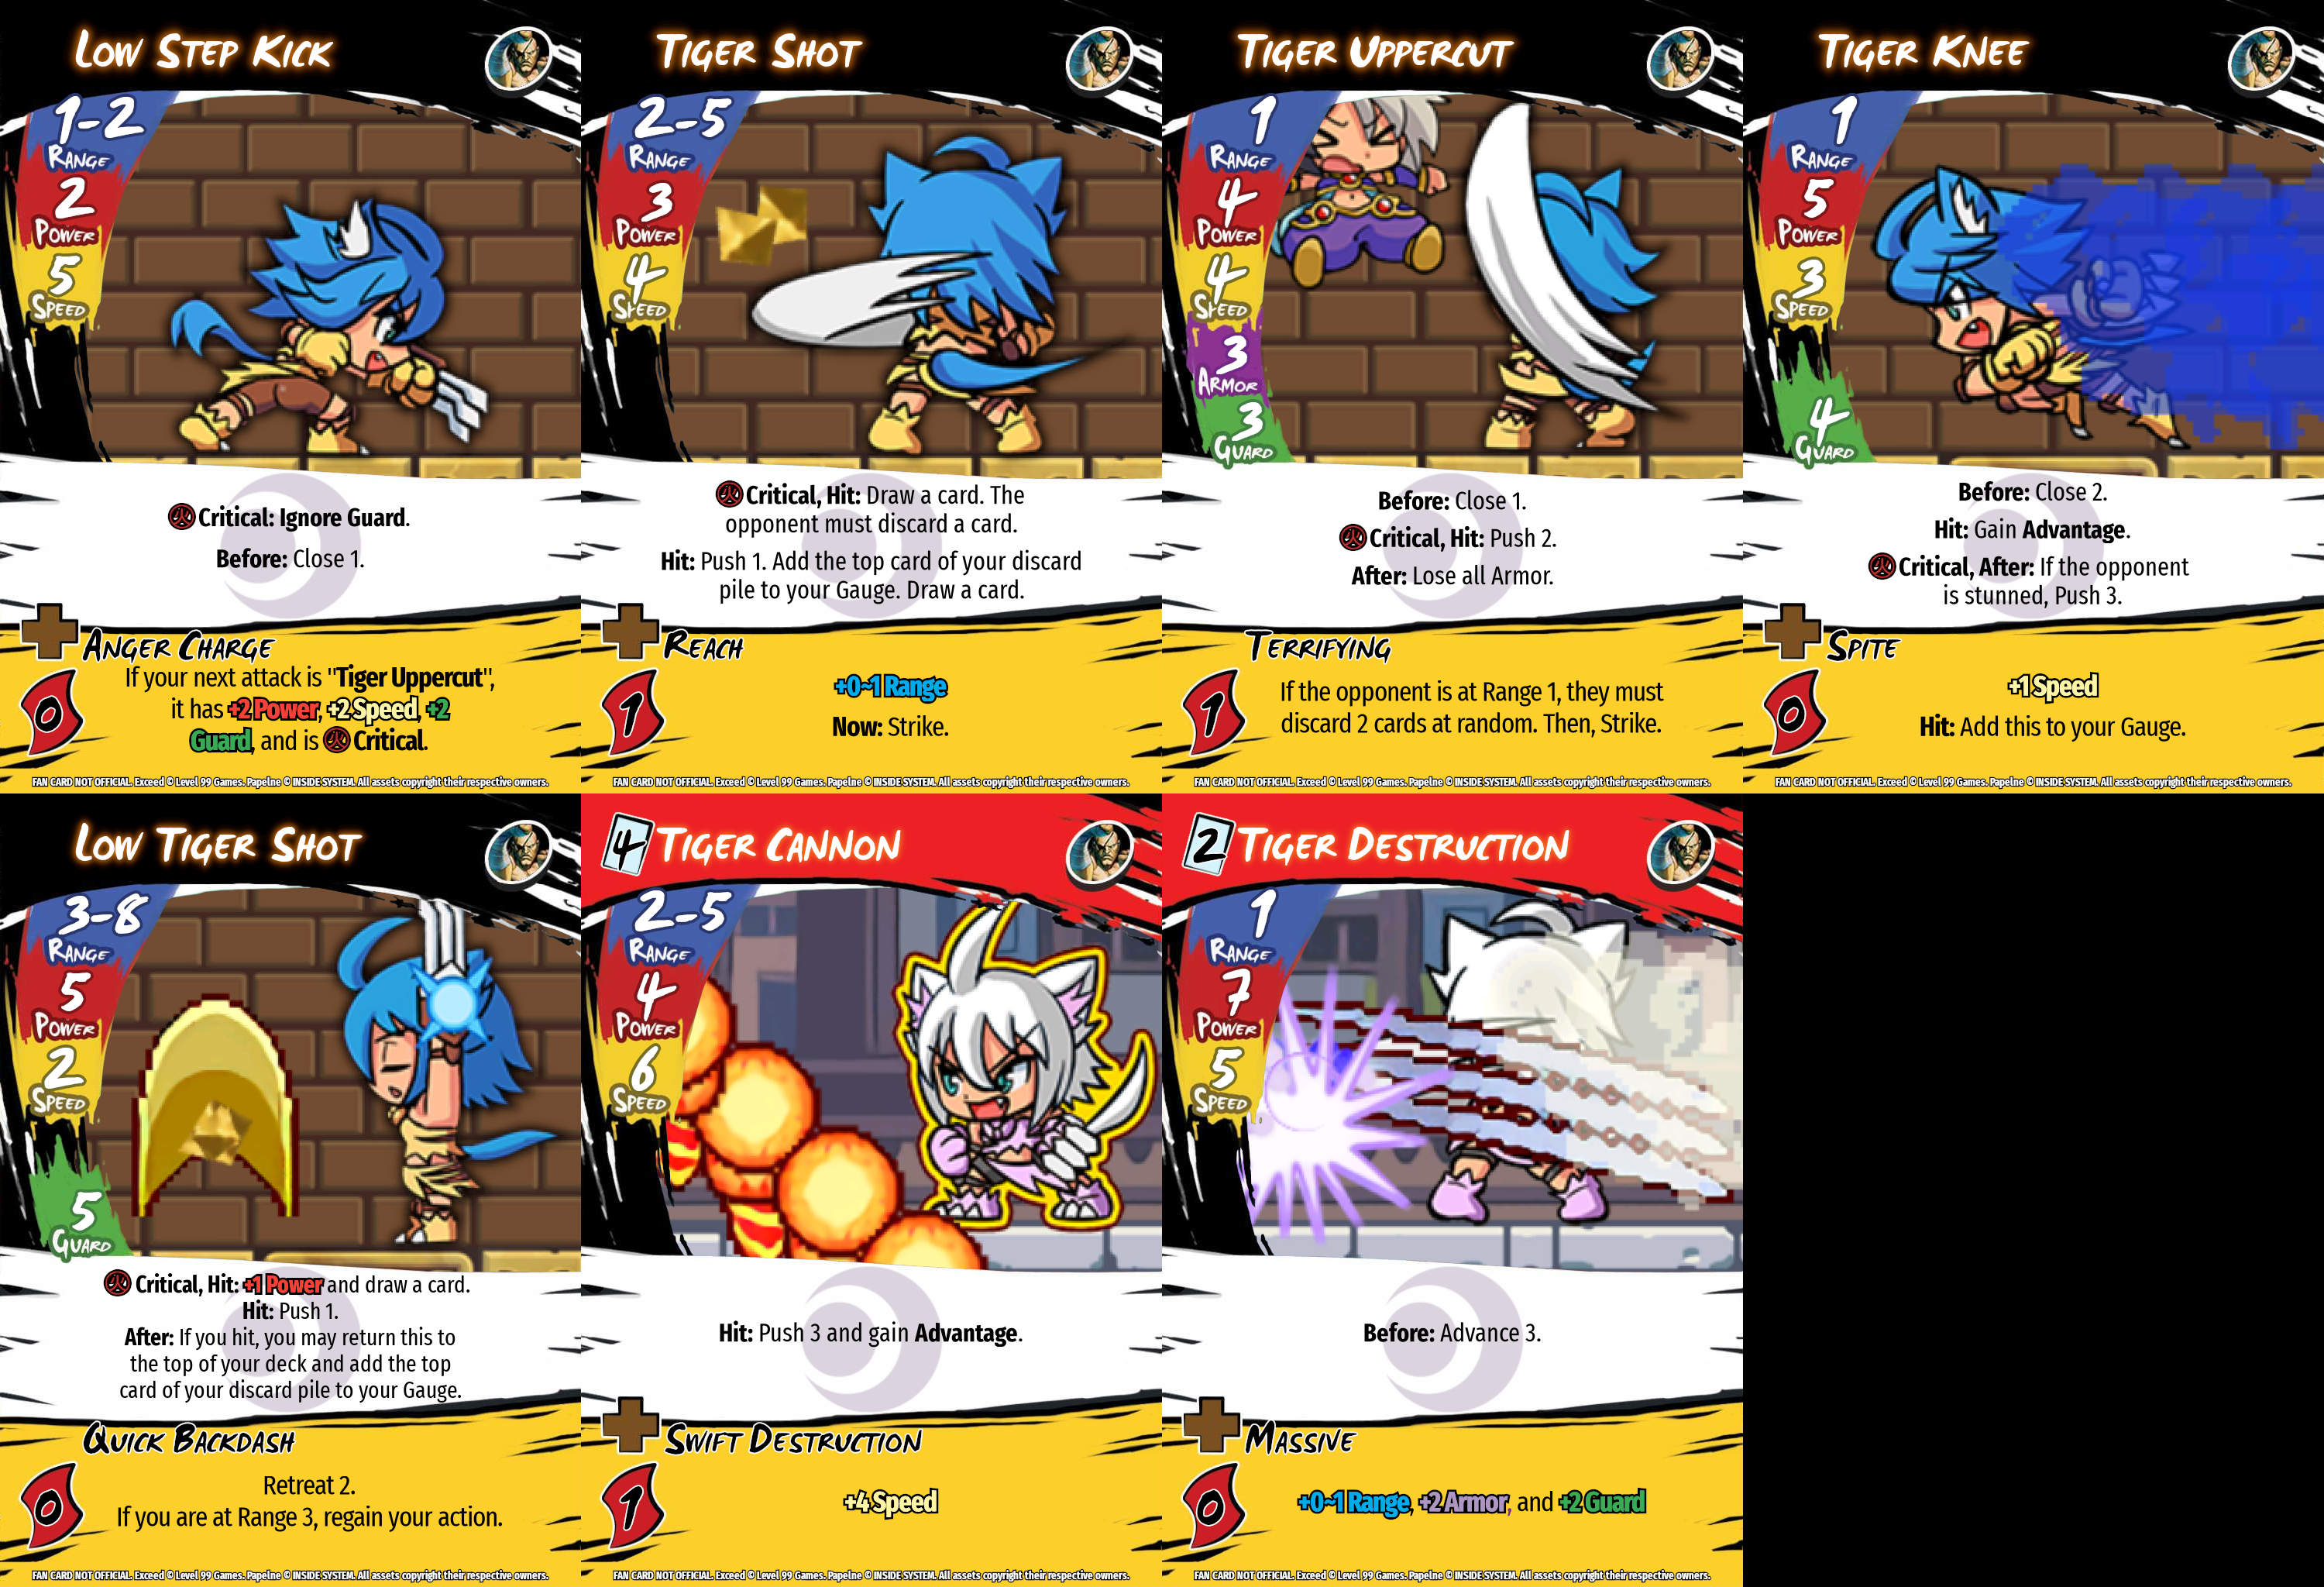 LOW STEP KICK
1-2
RANGE
2
POWER
5
SPEED
Critical: Ignore Guard.
Before: Close 1.
ANGER CHARGE
0
If your next attack is "Tiger Uppercut",
it has +2 Power, +2 Speed, +2
Guard, and is Critical.
FAN CARD NOT OFFICIAL. Exceed © Level 99 Games. Papelne © INSIDE SYSTEM. All assets copyright their respective owners.
TIGER SHOT
2-5
RANGE
3
POWER
4
SPEED
Critical, Hit: Draw a card. The
opponent must discard a card.
Hit: Push 1. Add the top card of your discard
pile to your Gauge. Draw a card.
REACH
1
+0~1 Range
Now: Strike.
FAN CARD NOT OFFICIAL. Exceed © Level 99 Games. Papelne © INSIDE SYSTEM. All assets copyright their respective owners.
TIGER UPPERCUT
1
RANGE
4
POWER
4
SPEED
3
ARMOR
3
GUARD
Before: Close 1.
Critical, Hit: Push 2.
After: Lose all Armor.
TERRIFYING
1
If the opponent is at Range 1, they must
discard 2 cards at random. Then, Strike.
FAN CARD NOT OFFICIAL. Exceed © Level 99 Games. Papelne © INSIDE SYSTEM. All assets copyright their respective owners.
TIGER KNEE
1
RANGE
5
POWER
3
SPEED
4
GUARD
Before: Close 2.
Hit: Gain Advantage.
Critical, After: If the opponent
is stunned, Push 3.
SPITE
0
+1 Speed
Hit: Add this to your Gauge.
FAN CARD NOT OFFICIAL. Exceed © Level 99 Games. Papelne © INSIDE SYSTEM. All assets copyright their respective owners.
LOW TIGER SHOT
3-8
RANGE
5
POWER
2
SPEED
5
GUARD
Critical, Hit: +1 Power and draw a card.
Hit: Push 1.
After: If you hit, you may return this to
the top of your deck and add the top
card of your discard pile to your Gauge.
QUICK BACKDASH
0
Retreat 2.
If you are at Range 3, regain your action.
FAN CARD NOT OFFICIAL. Exceed © Level 99 Games. Papelne © INSIDE SYSTEM. All assets copyright their respective owners.
4 TIGER CANNON
2-5
RANGE
4
POWER
6
SPEED
Hit: Push 3 and gain Advantage.
SWIFT DESTRUCTION
1
+4 Speed
FAN CARD NOT OFFICIAL. Exceed © Level 99 Games. Papelne © INSIDE SYSTEM. All assets copyright their respective owners.
2 TIGER DESTRUCTION
1
RANGE
7
POWER
5
SPEED
Before: Advance 3.
MASSIVE
0
+0~1 Range, +2 Armor, and +2 Guard
FAN CARD NOT OFFICIAL. Exceed © Level 99 Games. Papelne © INSIDE SYSTEM. All assets copyright their respective owners.